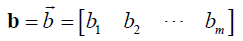 𝐛 = b⃗ = [b₁ b₂ ⋯ bₘ]